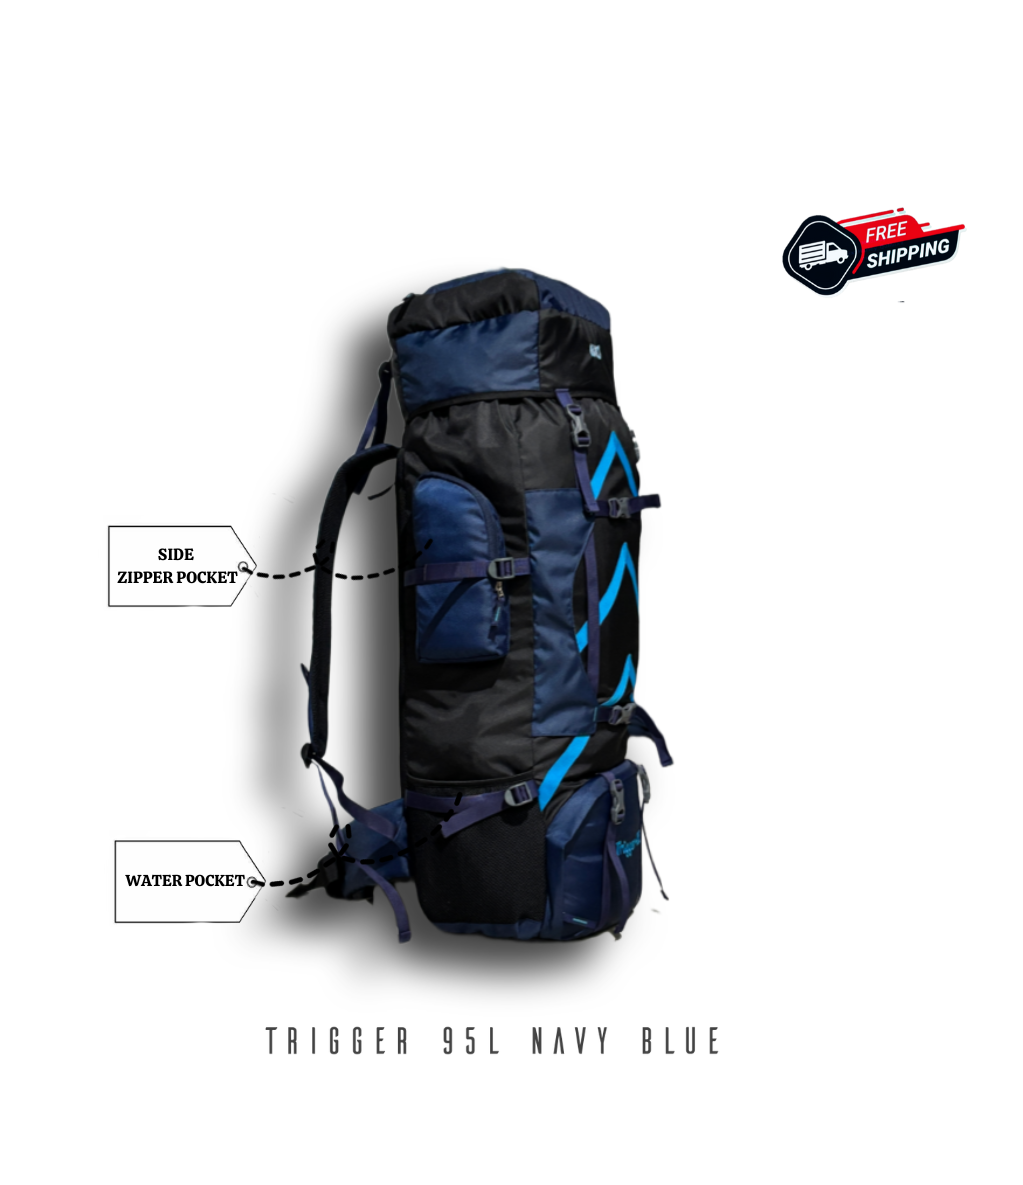 FREE
SHIPPING
SIDE
ZIPPER POCKET
WATER POCKET
TRIGGER 95L NAVY BLUE